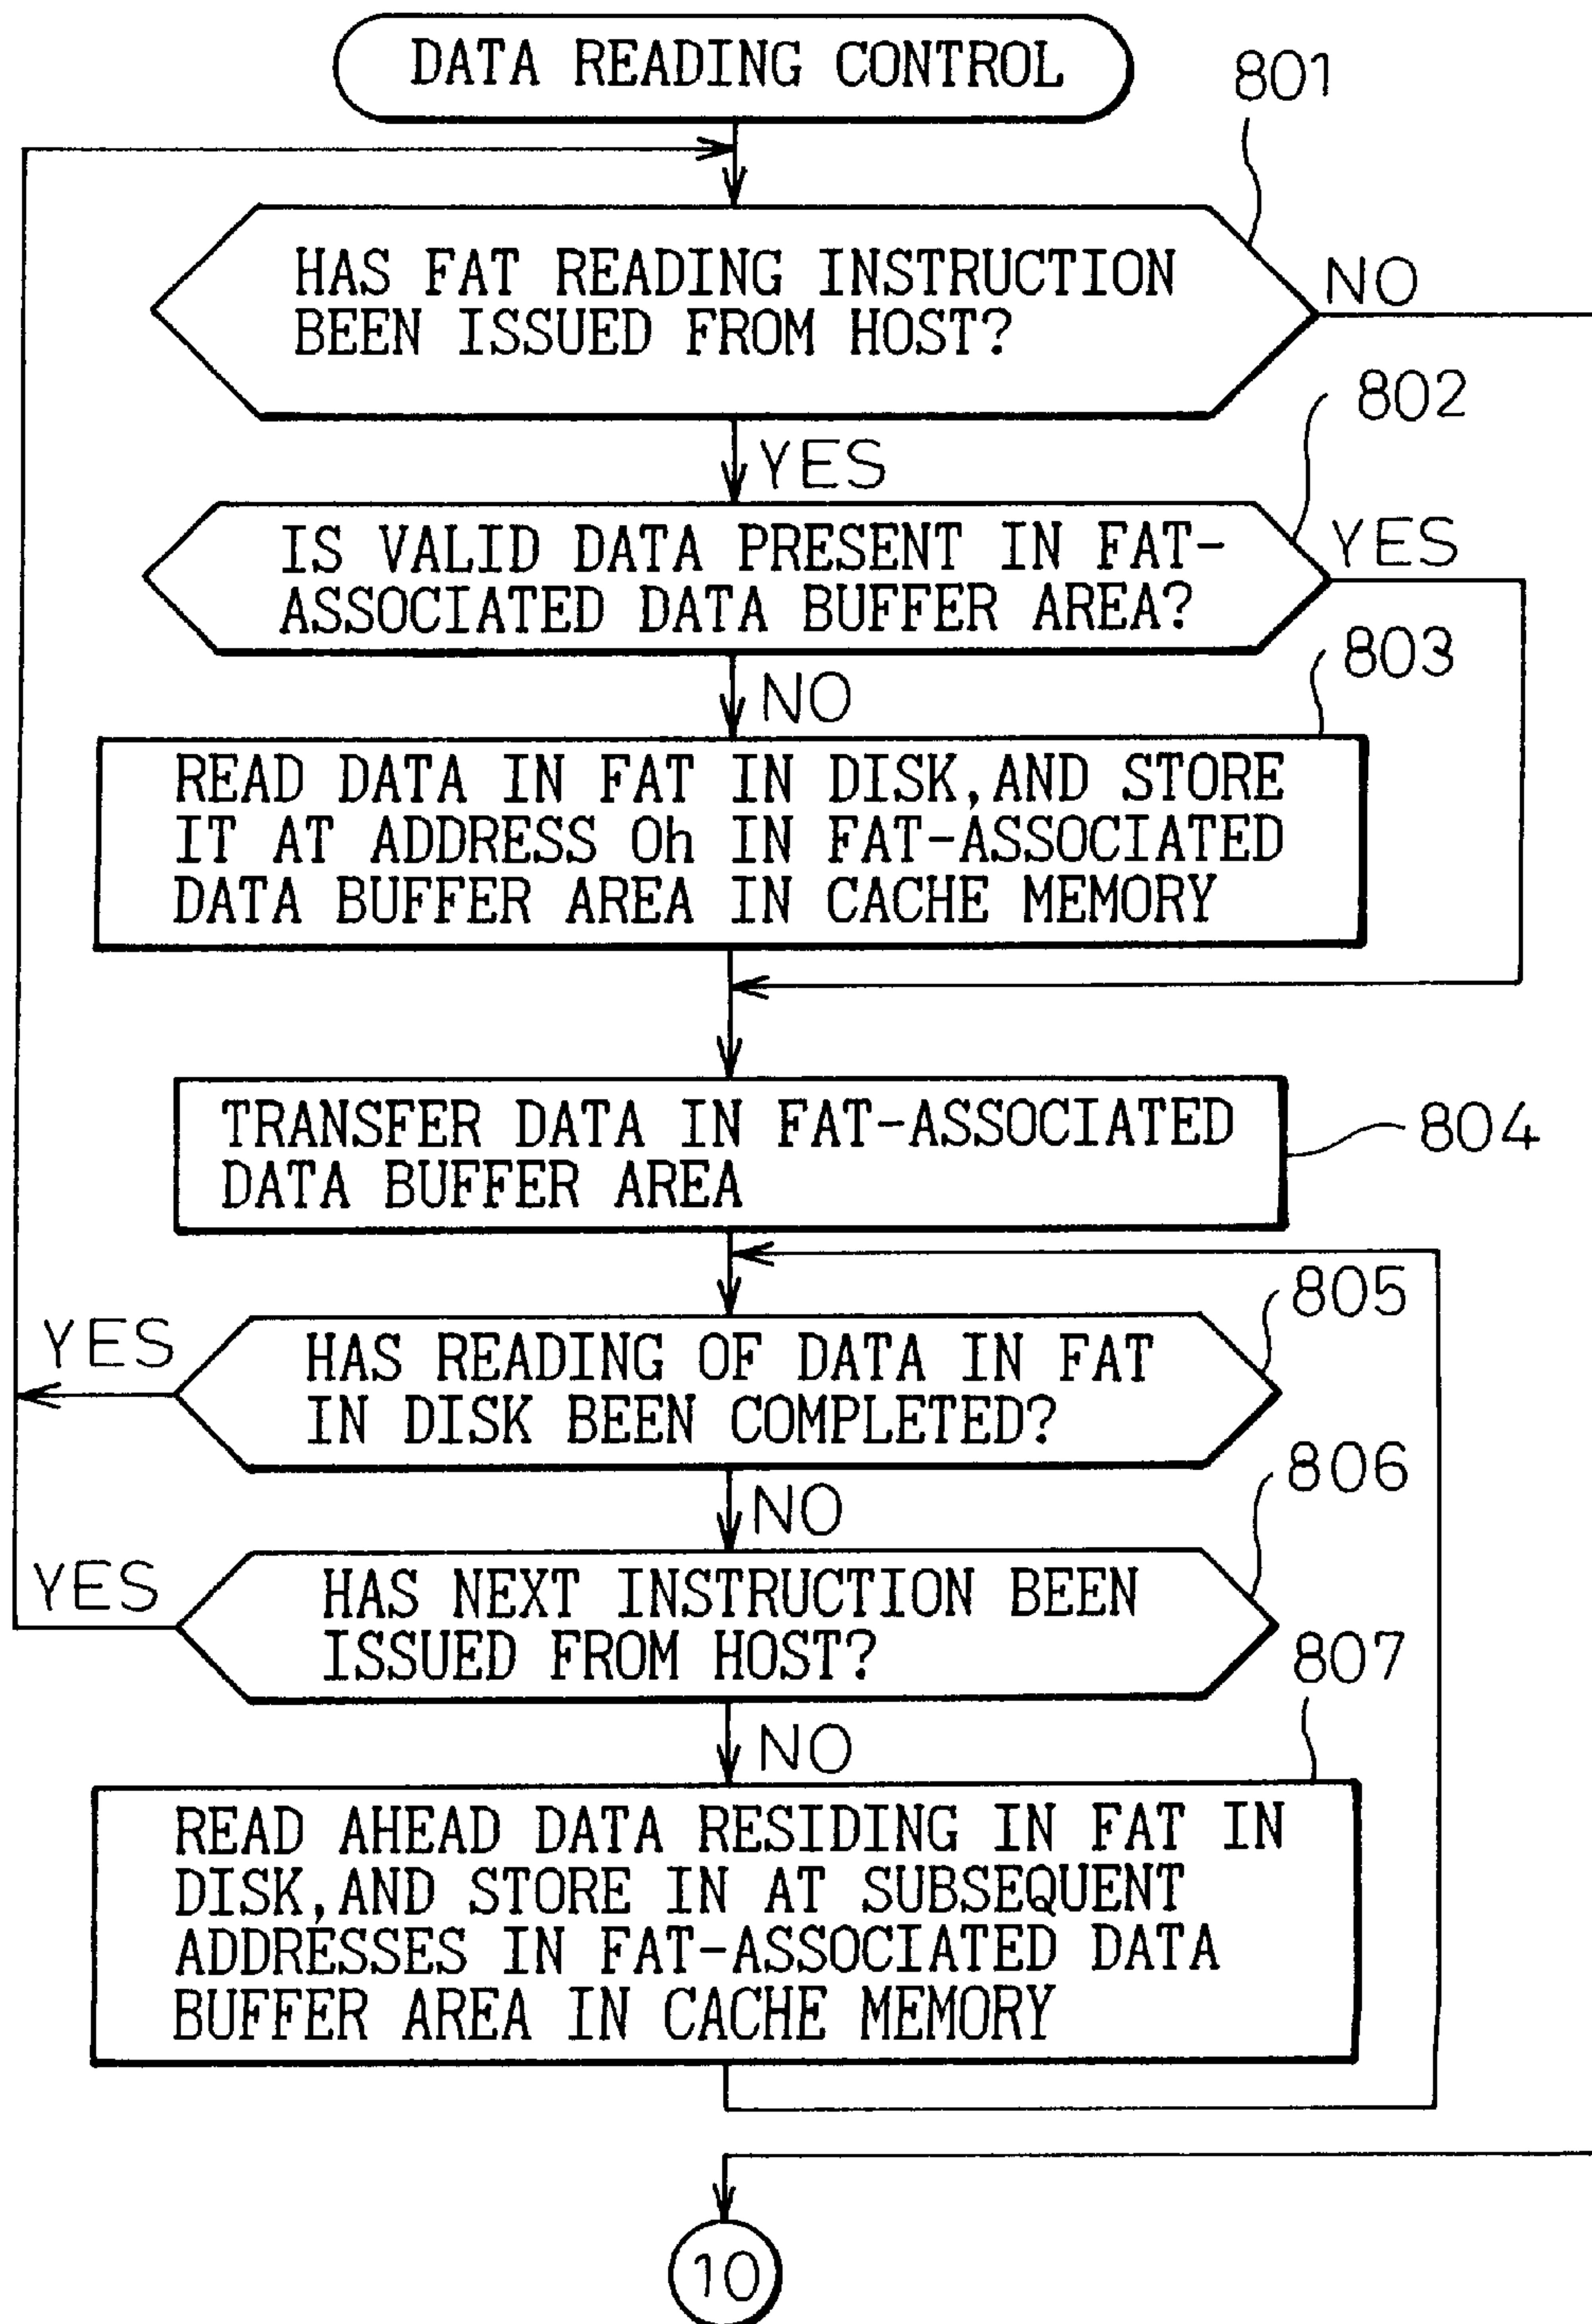 DATA READING CONTROL
801
HAS FAT READING INSTRUCTION
BEEN ISSUED FROM HOST?
NO
802
YES
IS VALID DATA PRESENT IN FAT-
ASSOCIATED DATA BUFFER AREA?
YES
803
NO
READ DATA IN FAT IN DISK,AND STORE
IT AT ADDRESS 0h IN FAT-ASSOCIATED
DATA BUFFER AREA IN CACHE MEMORY
TRANSFER DATA IN FAT-ASSOCIATED
DATA BUFFER AREA
804
805
YES
HAS READING OF DATA IN FAT
IN DISK BEEN COMPLETED?
806
NO
YES
HAS NEXT INSTRUCTION BEEN
ISSUED FROM HOST?
807
NO
READ AHEAD DATA RESIDING IN FAT IN
DISK,AND STORE IN AT SUBSEQUENT
ADDRESSES IN FAT-ASSOCIATED DATA
BUFFER AREA IN CACHE MEMORY
10